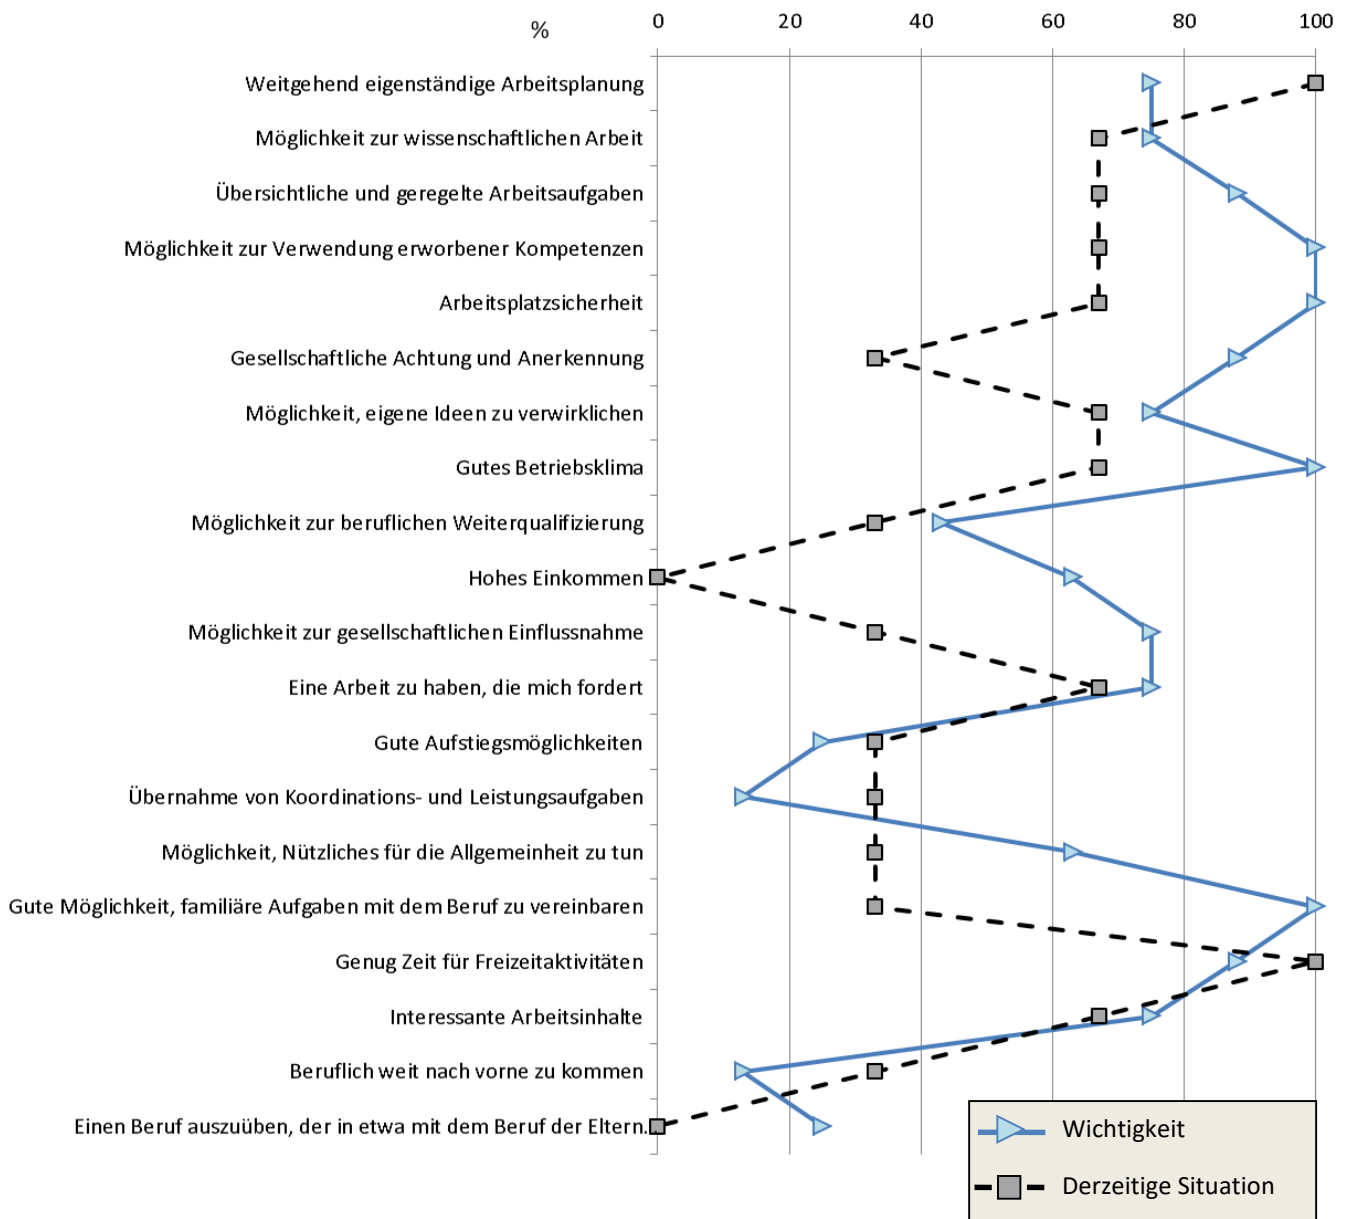 % 0 20 40 60 80 100
Weitgehend eigenständige Arbeitsplanung
Möglichkeit zur wissenschaftlichen Arbeit
Übersichtliche und geregelte Arbeitsaufgaben
Möglichkeit zur Verwendung erworbener Kompetenzen
Arbeitsplatzsicherheit
Gesellschaftliche Achtung und Anerkennung
Möglichkeit, eigene Ideen zu verwirklichen
Gutes Betriebsklima
Möglichkeit zur beruflichen Weiterqualifizierung
Hohes Einkommen
Möglichkeit zur gesellschaftlichen Einflussnahme
Eine Arbeit zu haben, die mich fordert
Gute Aufstiegsmöglichkeiten
Übernahme von Koordinations- und Leistungsaufgaben
Möglichkeit, Nützliches für die Allgemeinheit zu tun
Gute Möglichkeit, familiäre Aufgaben mit dem Beruf zu vereinbaren
Genug Zeit für Freizeitaktivitäten
Interessante Arbeitsinhalte
Beruflich weit nach vorne zu kommen
Einen Beruf auszuüben, der in etwa mit dem Beruf der Eltern.
Wichtigkeit
Derzeitige Situation